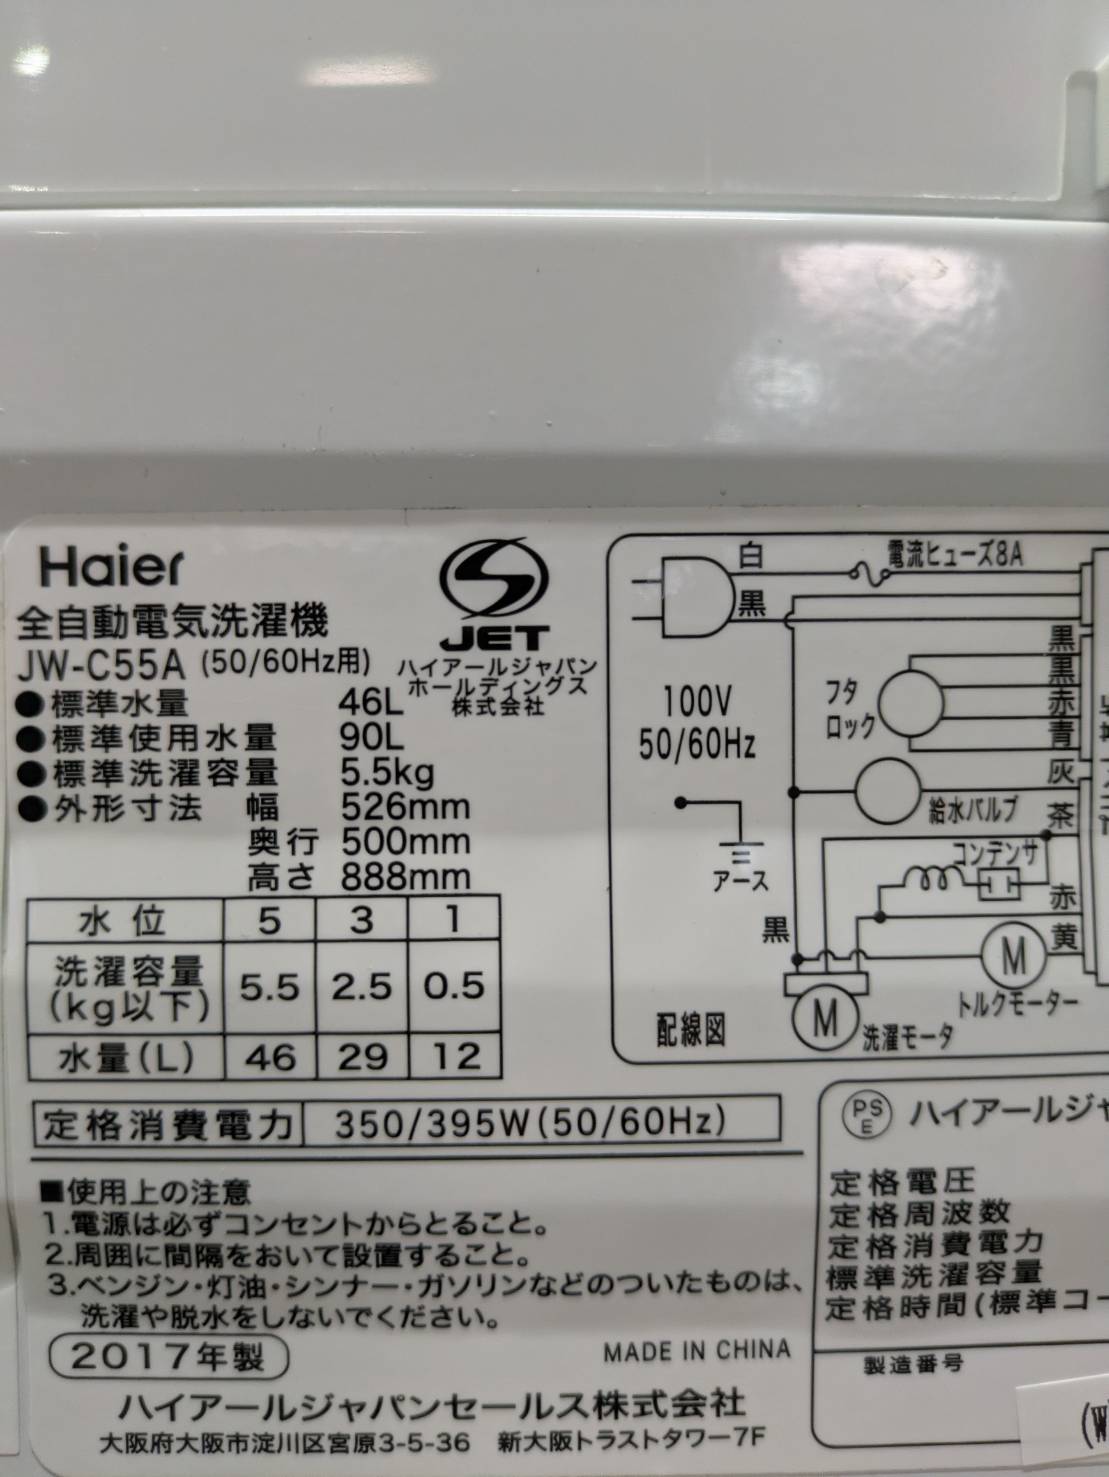 Haier
全自動電気洗濯機
JW-C55A (50/60Hz用)
JET
ハイアールジャパン
ホールディングス
株式会社
●標準水量 46L
●標準使用水量 90L
●標準洗濯容量 5.5kg
●外形寸法 幅 526mm
奥行 500mm
高さ 888mm
水位 5 3 1
洗濯容量(kg以下) 5.5 2.5 0.5
水量(L) 46 29 12
定格消費電力 350/395W(50/60Hz)
白
電流ヒューズ8A
黒
黒
黒
赤
青
フタ
ロック
100V
50/60Hz
灰
給水バルブ
茶
コンデンサ
アース
赤
黒
黄
M
トルクモーター
M
洗濯モータ
配線図
■使用上の注意
1.電源は必ずコンセントからとること。
2.周囲に間隔をおいて設置すること。
3.ベンジン・灯油・シンナー・ガソリンなどのついたものは、
洗濯や脱水をしないでください。
2017年製
MADE IN CHINA
ハイアールジャパンセールス株式会社
大阪府大阪市淀川区宮原3-5-36 新大阪トラストタワー7F
PS
E
ハイアールジャ
定格電圧
定格周波数
定格消費電力
標準洗濯容量
定格時間(標準コー
製造番号
(W